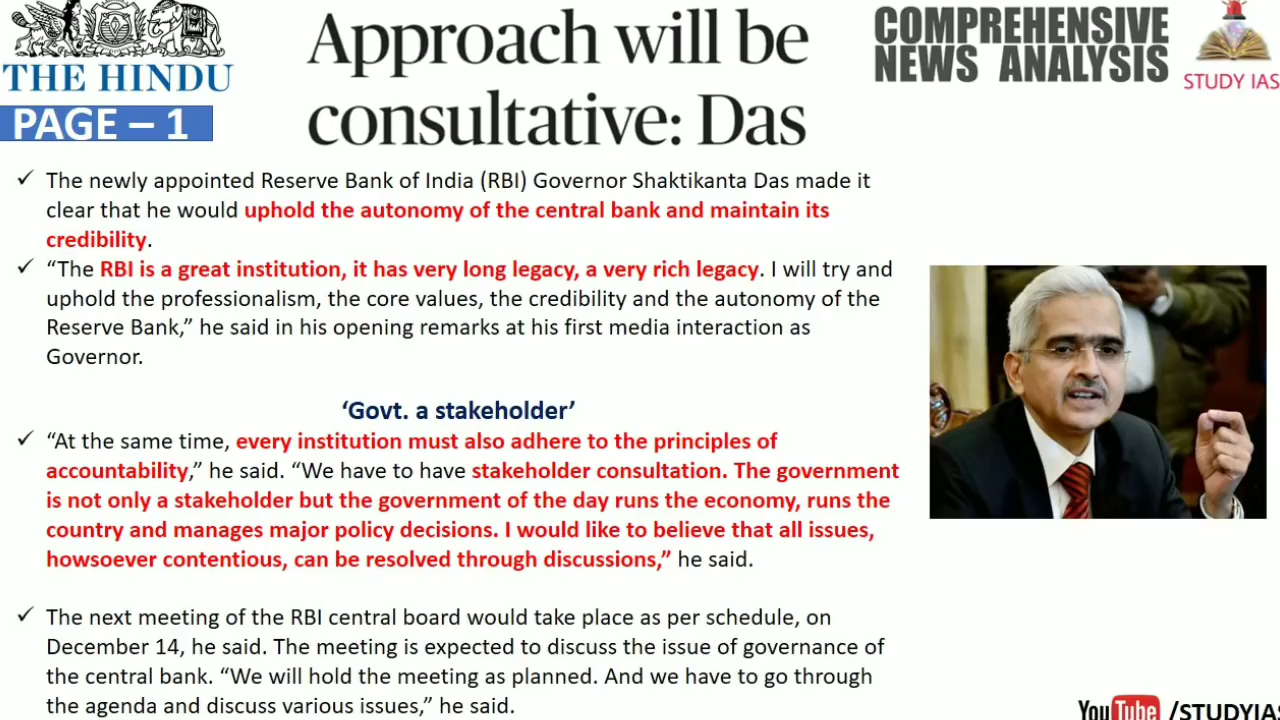 THE HINDU
PAGE – 1
Approach will be
consultative: Das
COMPREHENSIVE
NEWS ANALYSIS
STUDY IAS
✓ The newly appointed Reserve Bank of India (RBI) Governor Shaktikanta Das made it
clear that he would uphold the autonomy of the central bank and maintain its
credibility.
✓ “The RBI is a great institution, it has very long legacy, a very rich legacy. I will try and
uphold the professionalism, the core values, the credibility and the autonomy of the
Reserve Bank,” he said in his opening remarks at his first media interaction as
Governor.
‘Govt. a stakeholder’
✓ “At the same time, every institution must also adhere to the principles of
accountability,” he said. “We have to have stakeholder consultation. The government
is not only a stakeholder but the government of the day runs the economy, runs the
country and manages major policy decisions. I would like to believe that all issues,
howsoever contentious, can be resolved through discussions,” he said.
✓ The next meeting of the RBI central board would take place as per schedule, on
December 14, he said. The meeting is expected to discuss the issue of governance of
the central bank. “We will hold the meeting as planned. And we have to go through
the agenda and discuss various issues,” he said.
YouTube /STUDYIAS